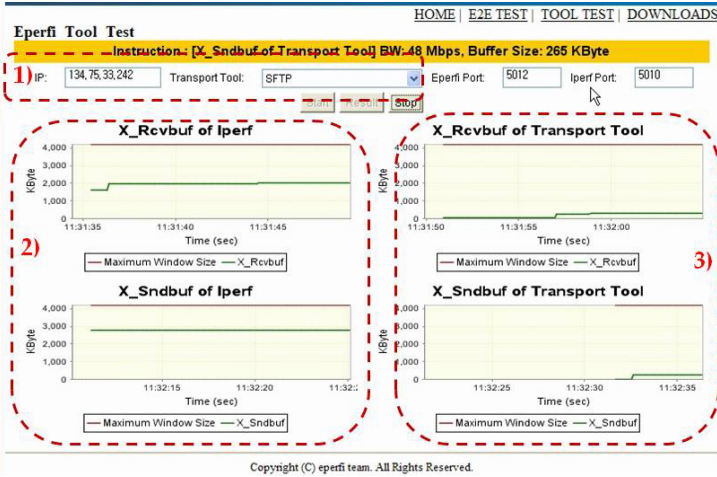 HOME | E2E TEST | TOOL TEST | DOWNLOADS
Eperfi Tool Test
Instruction : [X_Sndbuf of Transport Tool] BW: 48 Mbps, Buffer Size: 265 KByte
1) IP: 134,75,33,242 Transport Tool: SFTP Eperfi Port: 5012 Iperf Port: 5010
Start Result Stop
X_Rcvbuf of Iperf
KByte
4,000
3,000
2,000
1,000
0
11:31:35 11:31:40 11:31:45
Time (sec)
Maximum Window Size X_Rcvbuf
2)
X_Sndbuf of Iperf
KByte
4,000
3,000
2,000
1,000
0
11:32:15 11:32:20 11:32:2
Time (sec)
Maximum Window Size X_Sndbuf
X_Rcvbuf of Transport Tool
KByte
4,000
3,000
2,000
1,000
0
11:31:50 11:31:55 11:32:00
Time (sec)
Maximum Window Size X_Rcvbuf
3)
X_Sndbuf of Transport Tool
KByte
4,000
3,000
2,000
1,000
0
11:32:25 11:32:30 11:32:35
Time (sec)
Maximum Window Size X_Sndbuf
Copyright (C) eperfi team. All Rights Reserved.